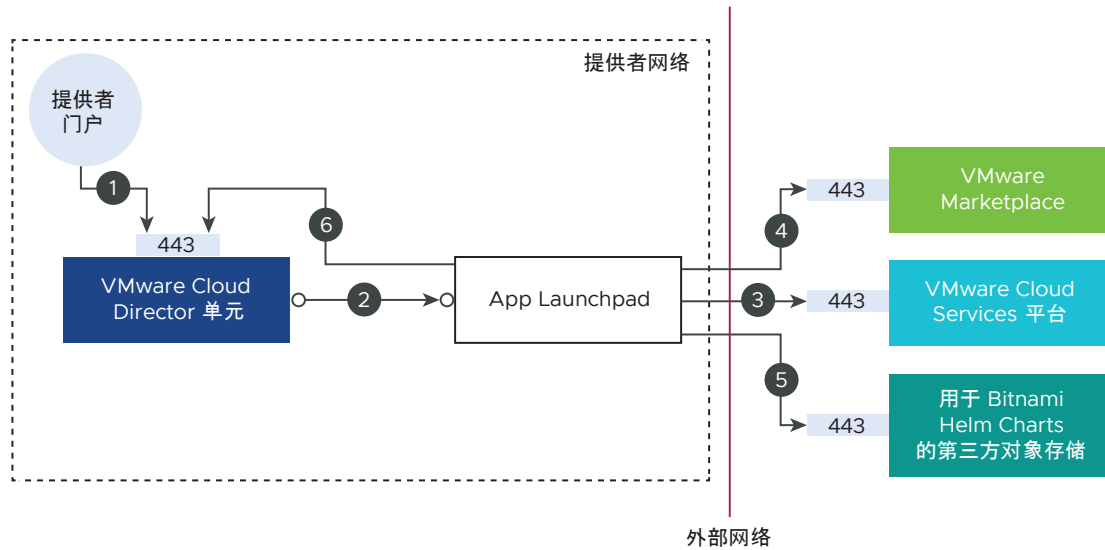 提供者网络
提供者
门户
1
6
443
VMware Cloud
Director 单元
2
App Launchpad
4
443
VMware
Marketplace
3
443
VMware Cloud
Services 平台
5
443
用于 Bitnami
Helm Charts
的第三方对象存储
外部网络